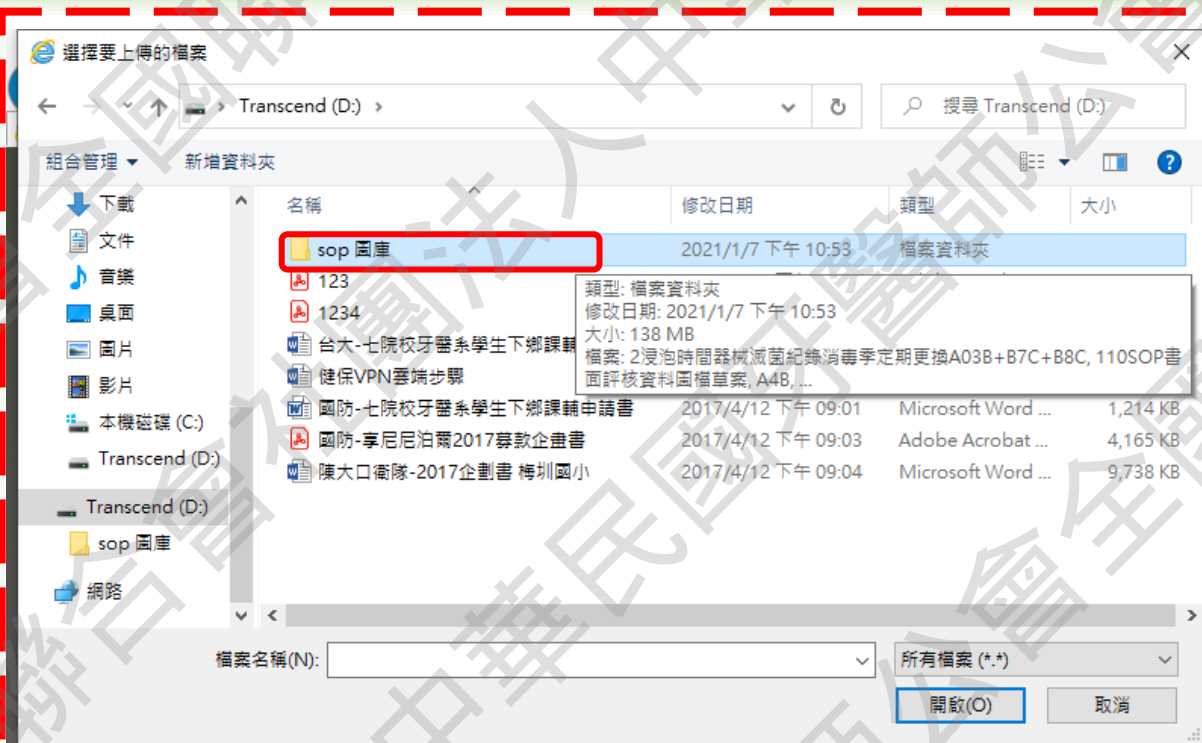 選擇要上傳的檔案
Transcend (D:)
搜尋 Transcend (D:)
組合管理 新增資料夾
名稱 修改日期 類型 大小
下載
文件
音樂
桌面
圖片
影片
本機磁碟 (C:)
Transcend (D:)
Transcend (D:)
sop 圖庫
網路
sop 圖庫 2021/1/7 下午 10:53 檔案資料夾
123
1234
台大-七院校牙醫系學生下鄉課輔
健保VPN雲端步驟
國防-七院校牙醫系學生下鄉課輔申請書 2017/4/12 下午 09:01 Microsoft Word ... 1,214 KB
國防-享尼尼泊爾2017募款企畫書 2017/4/12 下午 09:03 Adobe Acrobat ... 4,165 KB
陳大口衛隊-2017企劃書 梅圳國小 2017/4/12 下午 09:04 Microsoft Word ... 9,738 KB
類型: 檔案資料夾
修改日期: 2021/1/7 下午 10:53
大小: 138 MB
檔案: 2浸泡時間器械滅菌紀錄消毒季定期更換A03B+B7C+B8C, 110SOP書
面評核資料圖檔草案, A4B, ...
檔案名稱(N):
所有檔案 (*.*)
開啟(O) 取消